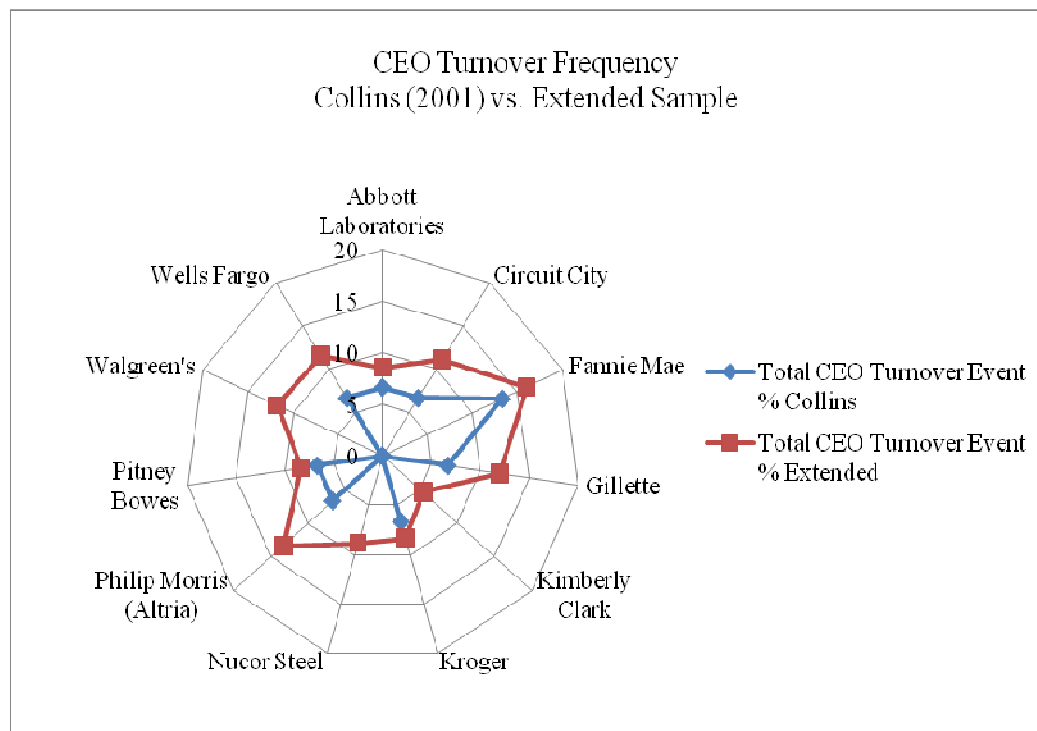 CEO Turnover Frequency
Collins (2001) vs. Extended Sample
Abbott
Laboratories
Circuit City
Fannie Mae
Gillette
Kimberly
Clark
Kroger
Nucor Steel
Philip Morris
(Altria)
Pitney
Bowes
Walgreen's
Wells Fargo
20
15
10
5
0
Total CEO Turnover Event
% Collins
Total CEO Turnover Event
% Extended